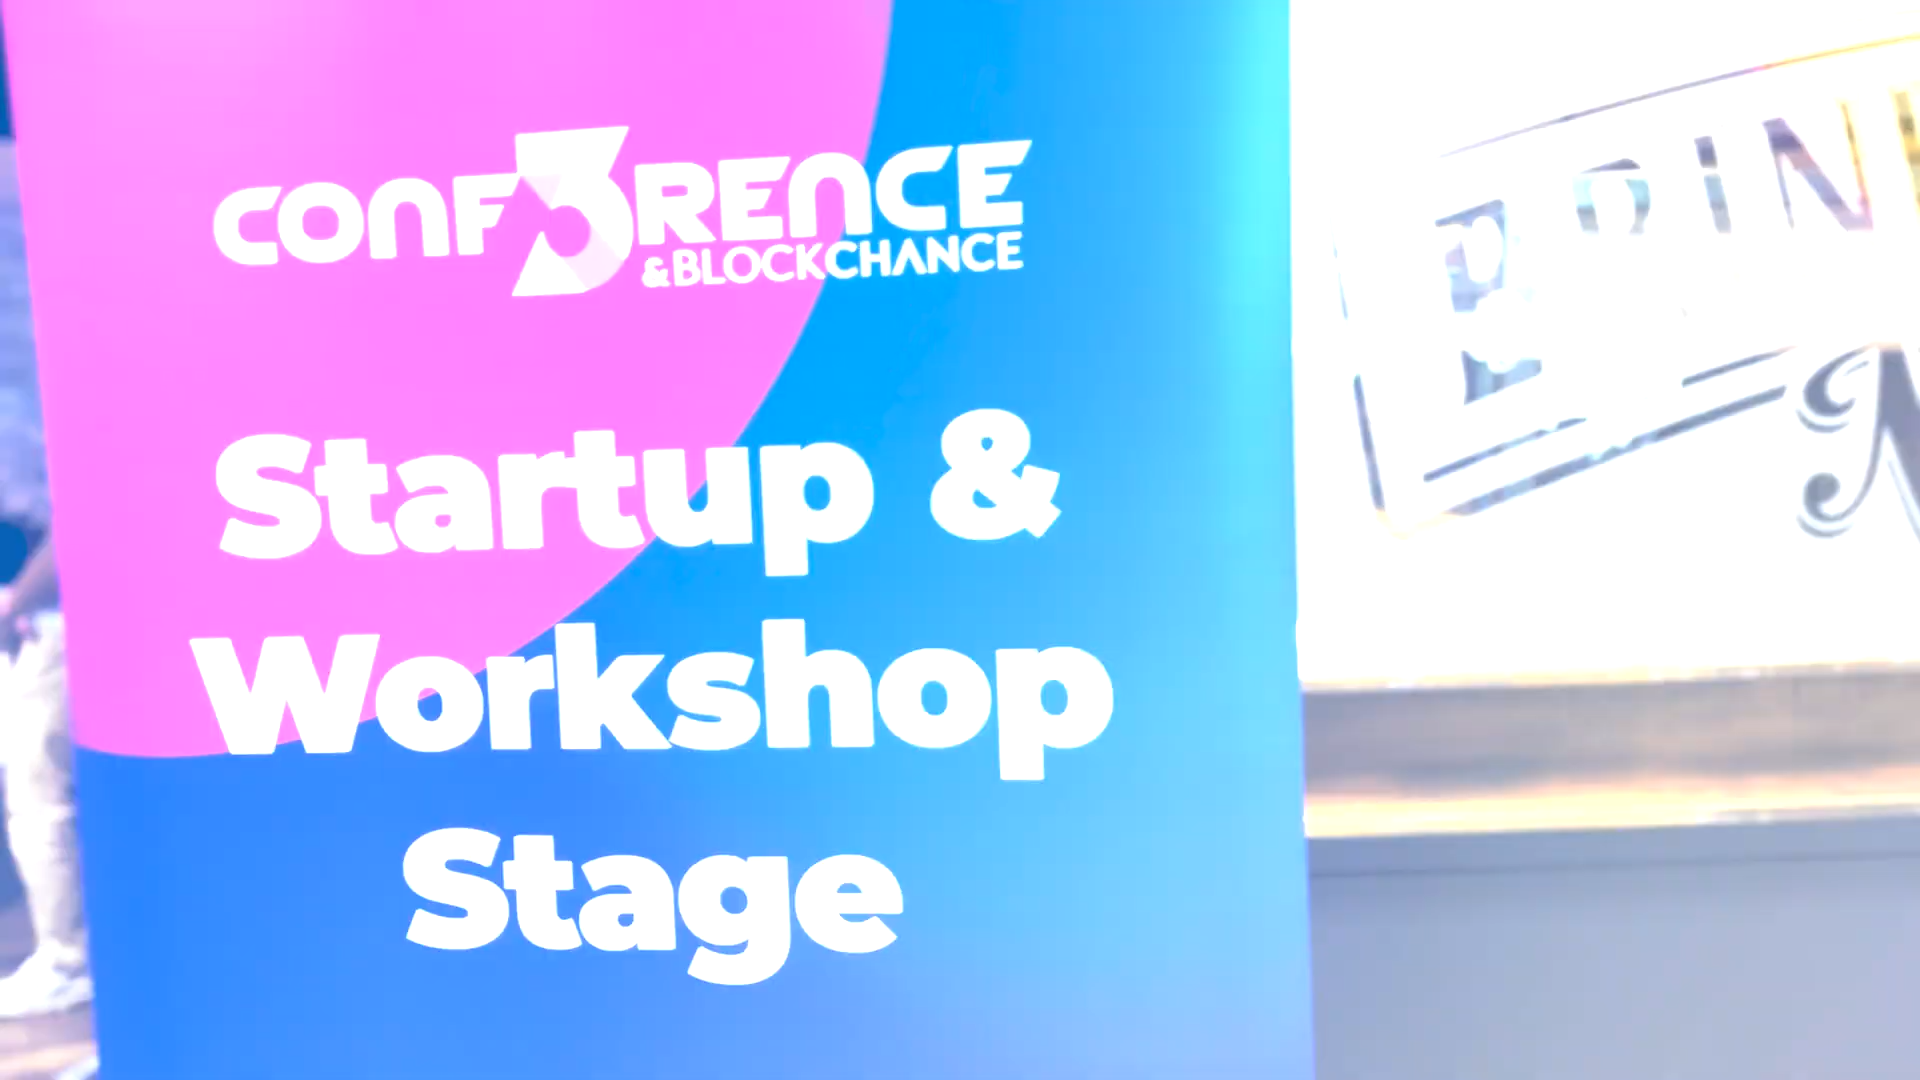 CONF3RENCE
&BLOCKCHANCE
Startup &
Workshop
Stage